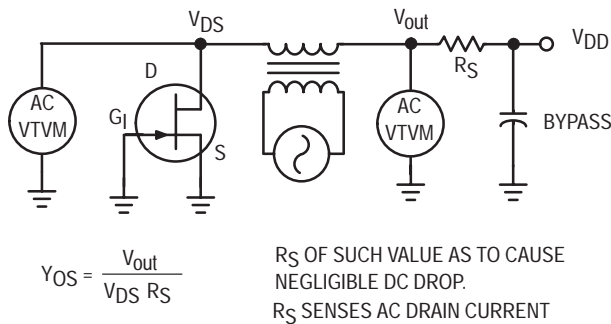 VDS
Vout
VDD
RS
D
AC
VTVM
GI
S
AC
VTVM
BYPASS
YOS = Vout / VDS RS
RS OF SUCH VALUE AS TO CAUSE
NEGLIGIBLE DC DROP.
RS SENSES AC DRAIN CURRENT